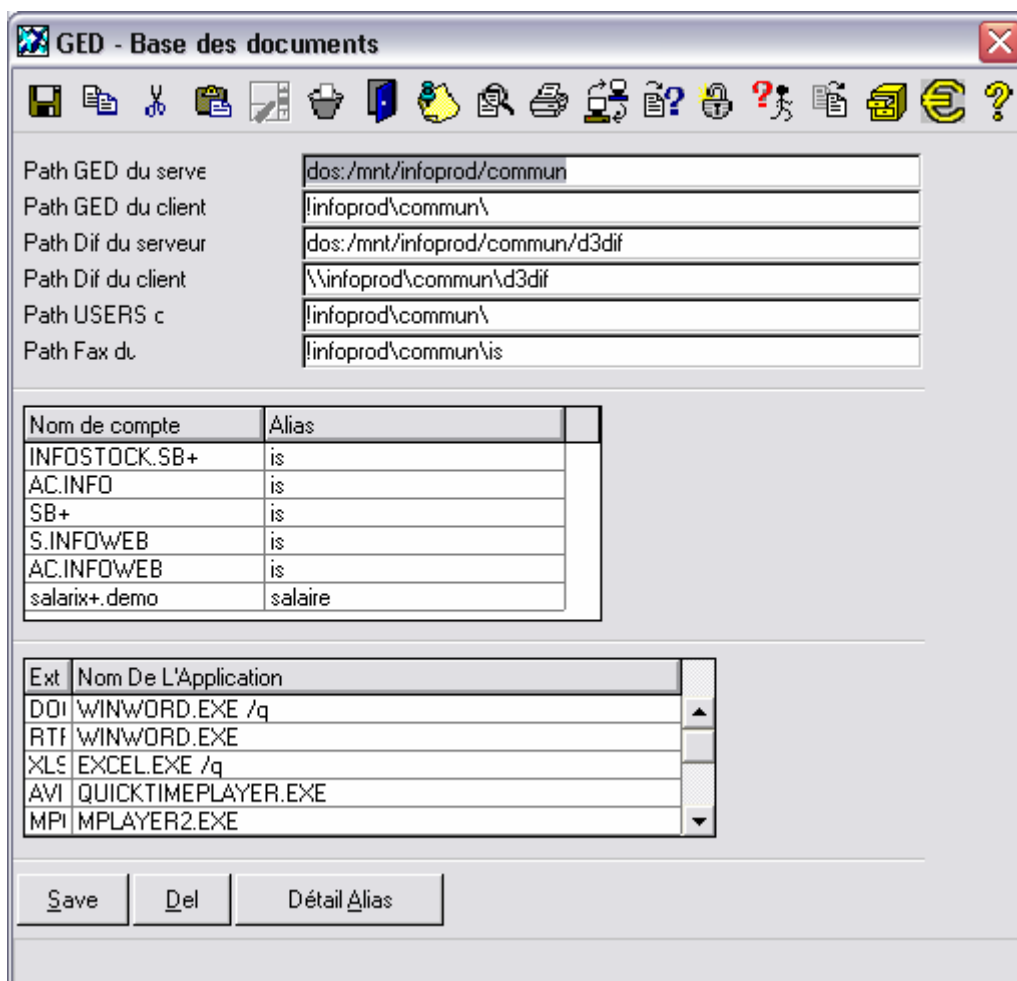 GED - Base des documents
Path GED du serve dos:/mnt/infoprod/commun
Path GED du client !infoprod\commun\
Path Dif du serveur dos:/mnt/infoprod/commun/d3dif
Path Dif du client \\infoprod\commun\d3dif
Path USERS c !infoprod\commun\
Path Fax du !infoprod\commun\is
Nom de compte Alias
INFOSTOCK.SB+ is
AC.INFO is
SB+ is
S.INFOWEB is
AC.INFOWEB is
salarix+.demo salaire
Ext Nom De L'Application
DOC WINWORD.EXE /q
RTF WINWORD.EXE
XLS EXCEL.EXE /q
AVI QUICKTIMEPLAYER.EXE
MP MPLAYER2.EXE
Save Del Détail Alias